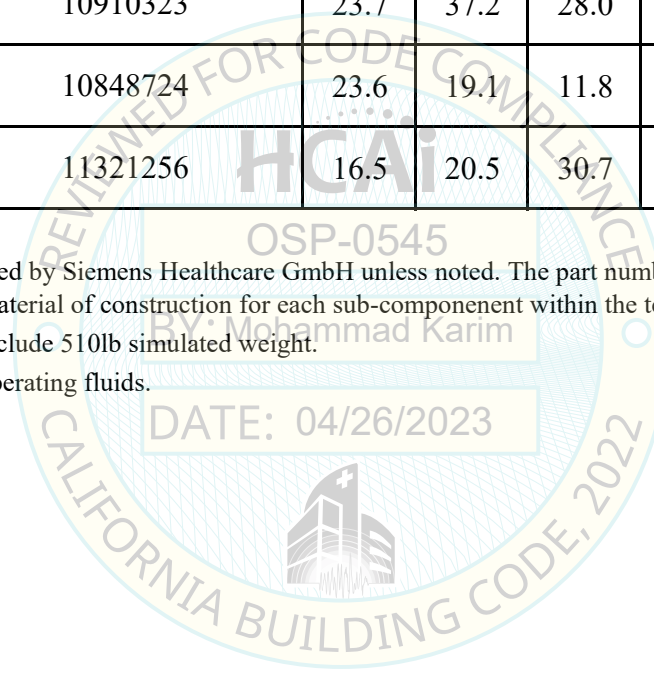 10910323 23.7 37.2 28.0
10848724 23.6 19.1 11.8
11321256 16.5 20.5 30.7
REVIEWED FOR CODE COMPLIANCE
HCAi
OSP-0545
ed by Siemens Healthcare GmbH unless noted. The part num
aterial of construction for each sub-componenent within the te
BY: Mohammad Karim
clude 510lb simulated weight.
perating fluids.
DATE: 04/26/2023
CALIFORNIA BUILDING CODE, 2022